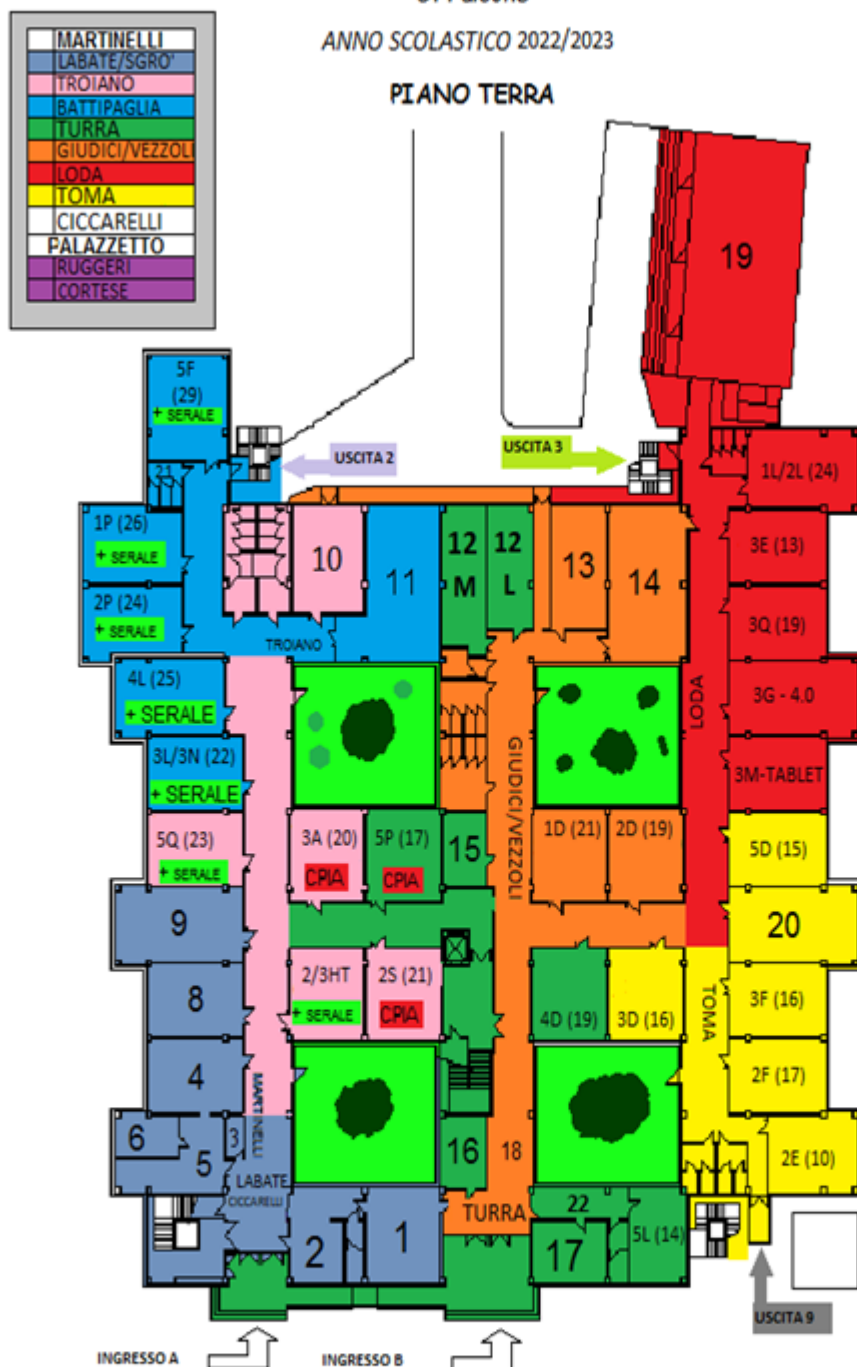 ANNO SCOLASTICO 2022/2023
PIANO TERRA
MARTINELLI
LABATE/SGRO'
TROIANO
BATTIPAGLIA
TURRA
GIUDICI/VEZZOLI
LODA
TOMA
CICCARELLI
PALAZZETTO
RUGGERI
CORTESE
19
5F
(29)
+ SERALE
21
USCITA 2
USCITA 3
1L/2L (24)
1P (26)
+ SERALE
10
11
12
M
12
L
13
14
3E (13)
2P (24)
+ SERALE
3Q (19)
TROIANO
4L (25)
+ SERALE
LODA
3G - 4.0
3L/3N (22)
+ SERALE
GIUDICI/VEZZOLI
3M-TABLET
5Q (23)
+ SERALE
3A (20)
CPIA
5P (17)
CPIA
15
1D (21)
2D (19)
5D (15)
9
20
8
2/3HT
+ SERALE
2S (21)
CPIA
4D (19)
3D (16)
TOMA
3F (16)
4
MARTINELLI
2F (17)
6
3
5
16
18
2E (10)
LABATE
CICCARELLI
2
1
TURRA
22
17
5L (14)
USCITA 9
INGRESSO A
INGRESSO B